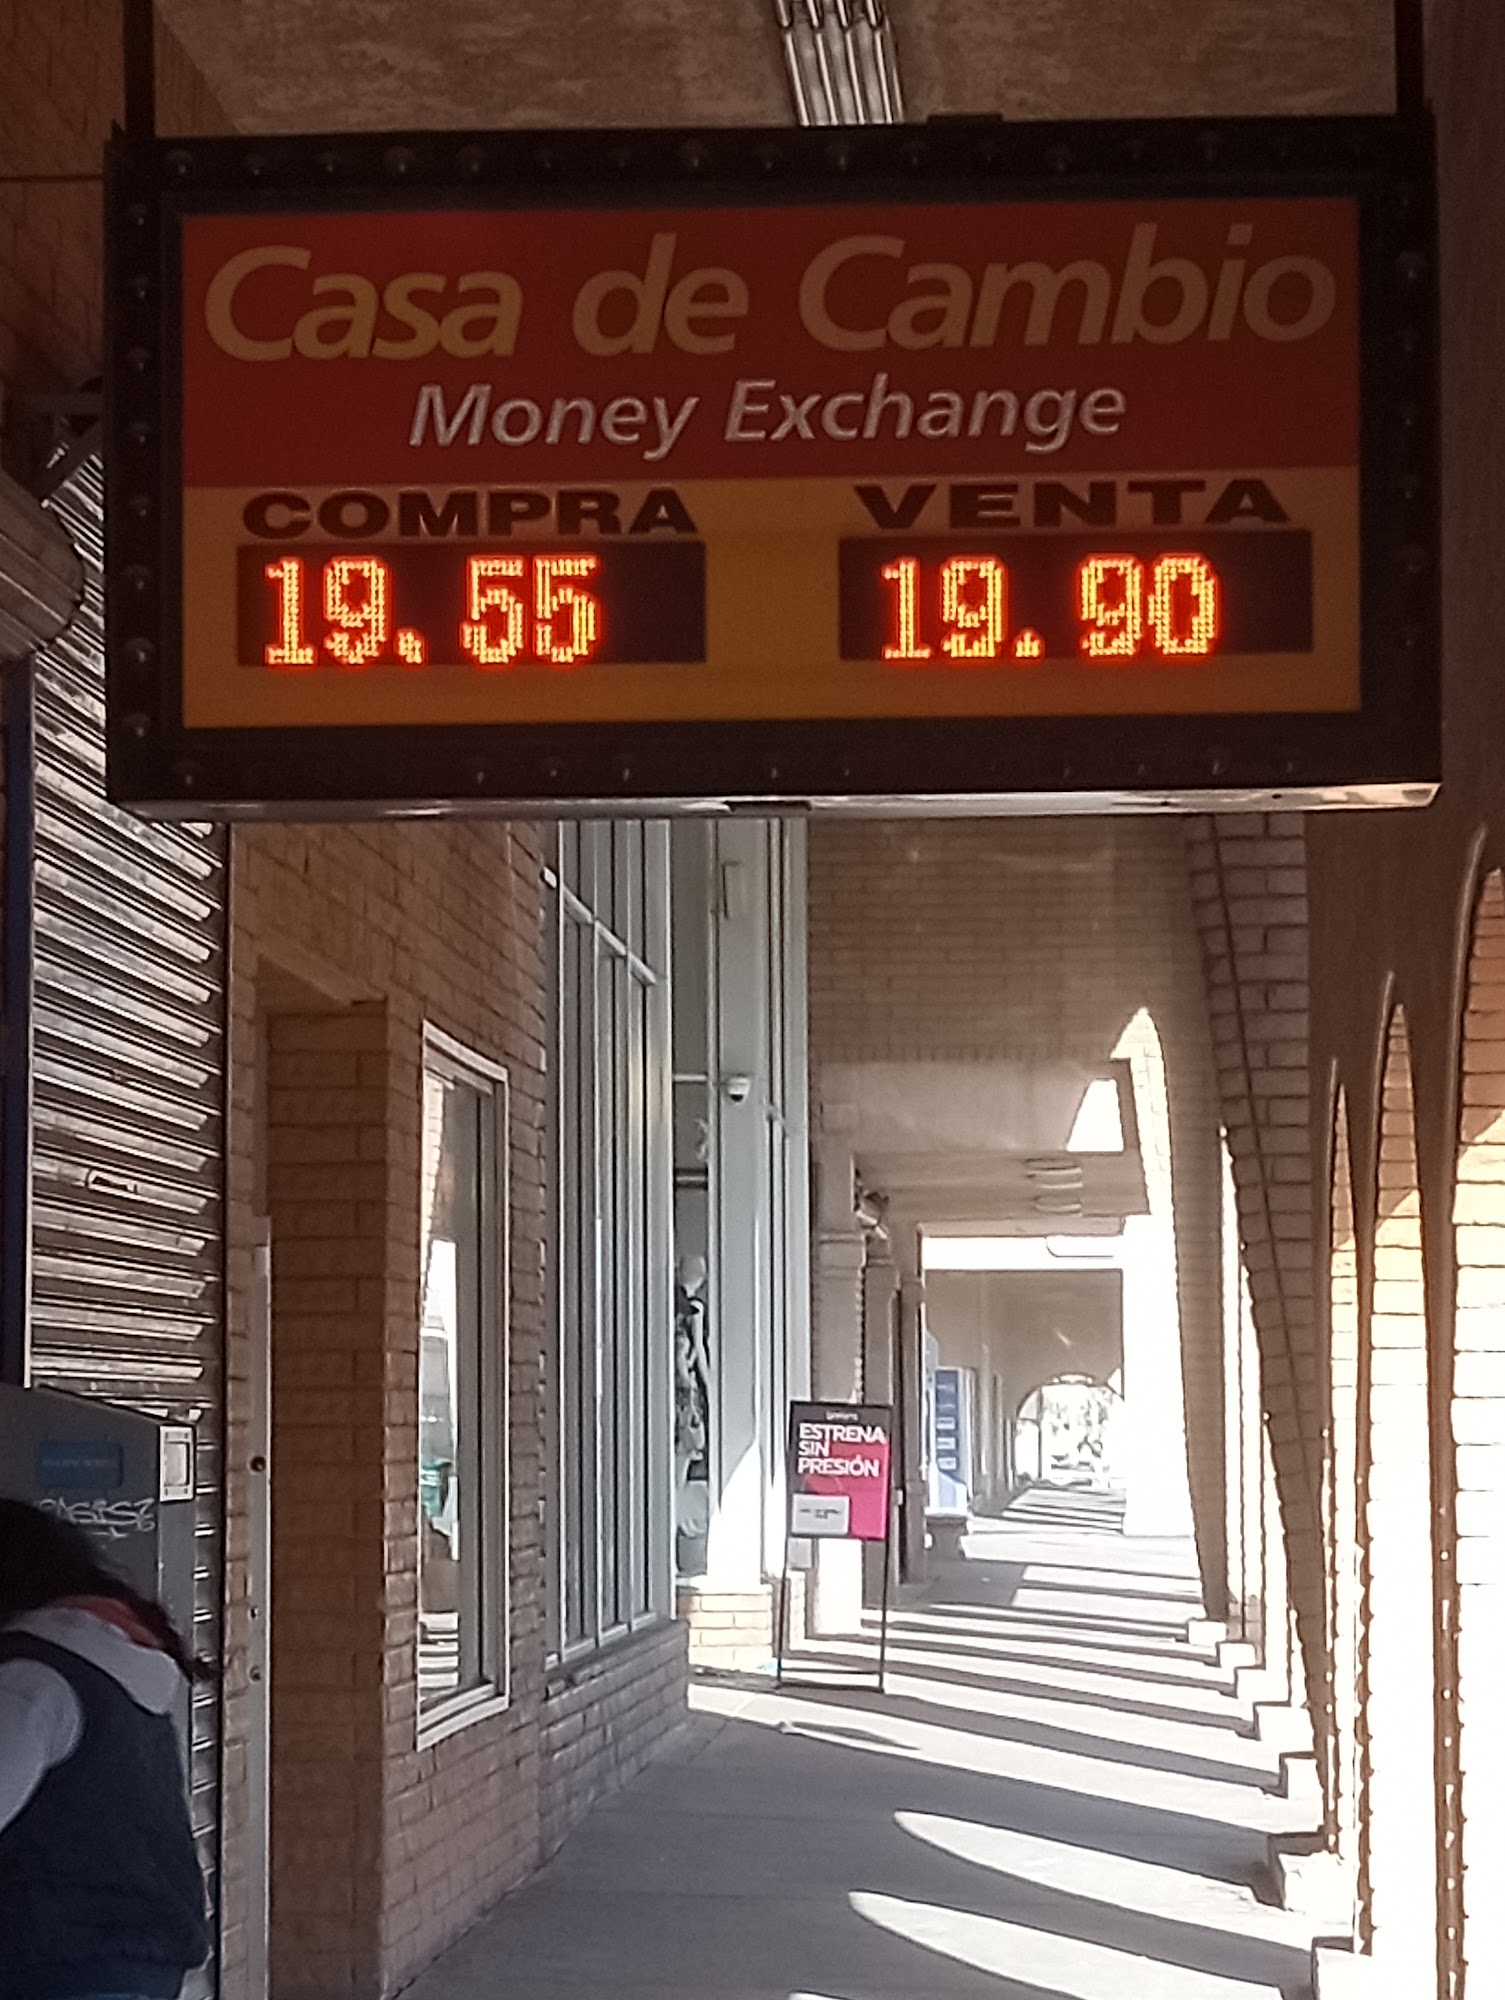 Casa de Cambio
Money Exchange
COMPRA VENTA
19.55 19.90
ESTRENA
SIN
PRESIÓN